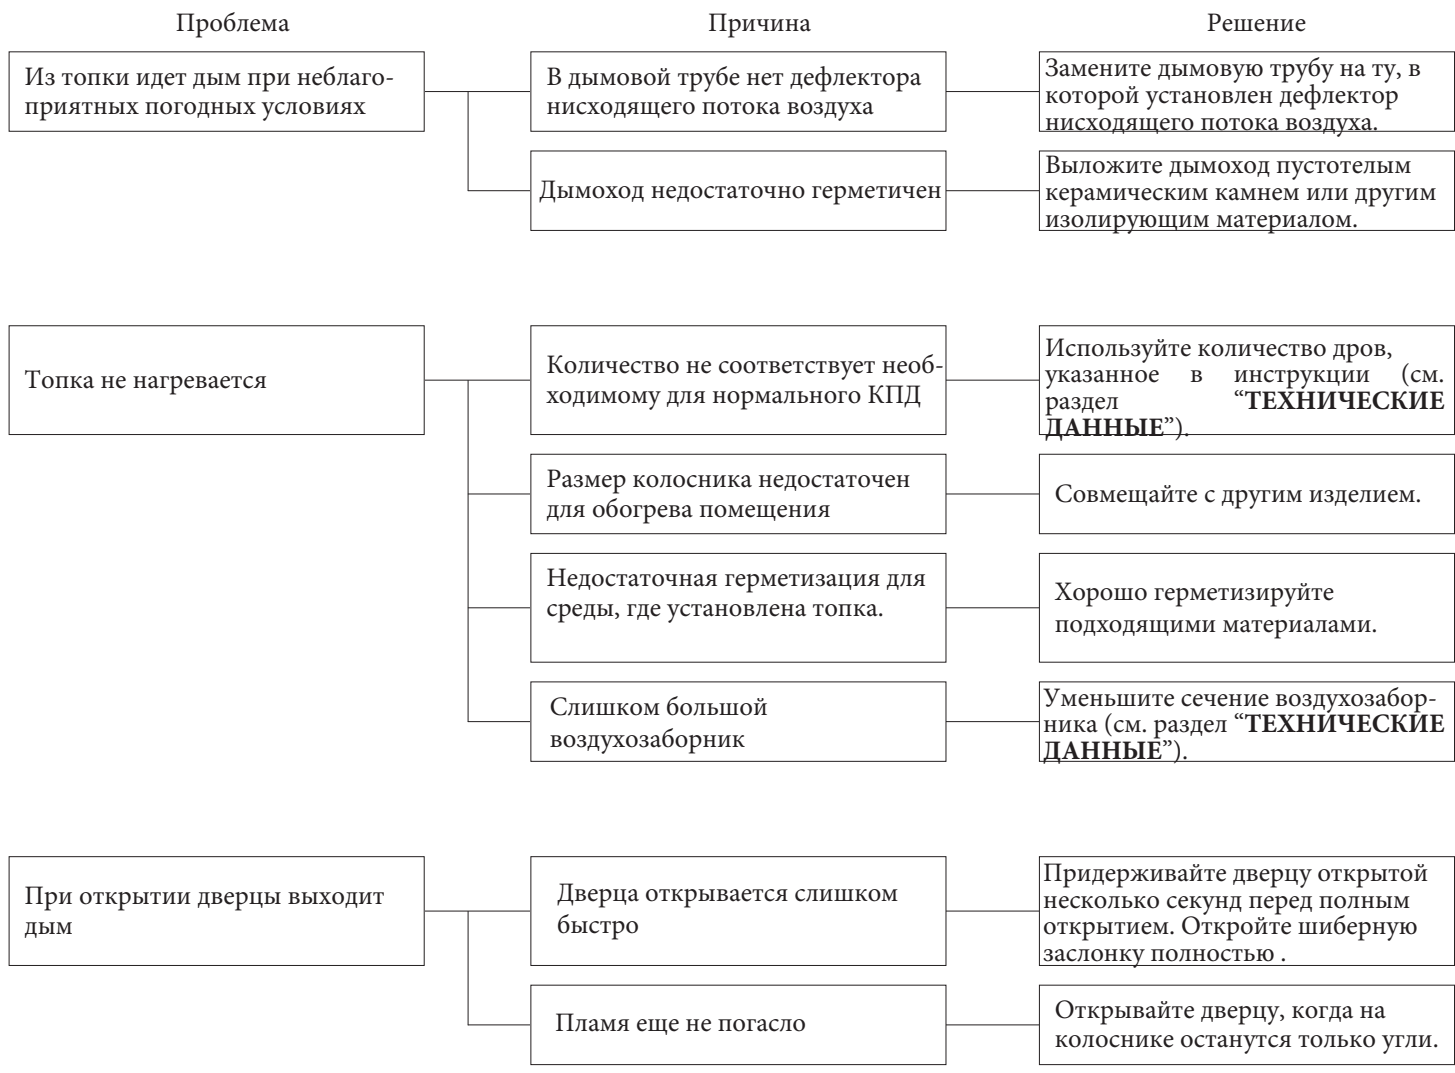 Проблема
Причина
Решение
Из топки идет дым при неблаго-
приятных погодных условиях
В дымовой трубе нет дефлектора
нисходящего потока воздуха
Замените дымовую трубу на ту, в
которой установлен дефлектор
нисходящего потока воздуха.
Дымоход недостаточно герметичен
Выложите дымоход пустотелым
керамическим камнем или другим
изолирующим материалом.
Топка не нагревается
Количество не соответствует необ-
ходимому для нормального КПД
Используйте количество дров,
указанное в инструкции (см.
раздел “ТЕХНИЧЕСКИЕ
ДАННЫЕ”).
Размер колосника недостаточен
для обогрева помещения
Совмещайте с другим изделием.
Недостаточная герметизация для
среды, где установлена топка.
Хорошо герметизируйте
подходящими материалами.
Слишком большой
воздухозаборник
Уменьшите сечение воздухозабор-
ника (см. раздел “ТЕХНИЧЕСКИЕ
ДАННЫЕ”).
При открытии дверцы выходит
дым
Дверца открывается слишком
быстро
Придерживайте дверцу открытой
несколько секунд перед полным
открытием. Откройте шиберную
заслонку полностью .
Пламя еще не погасло
Открывайте дверцу, когда на
колоснике останутся только угли.